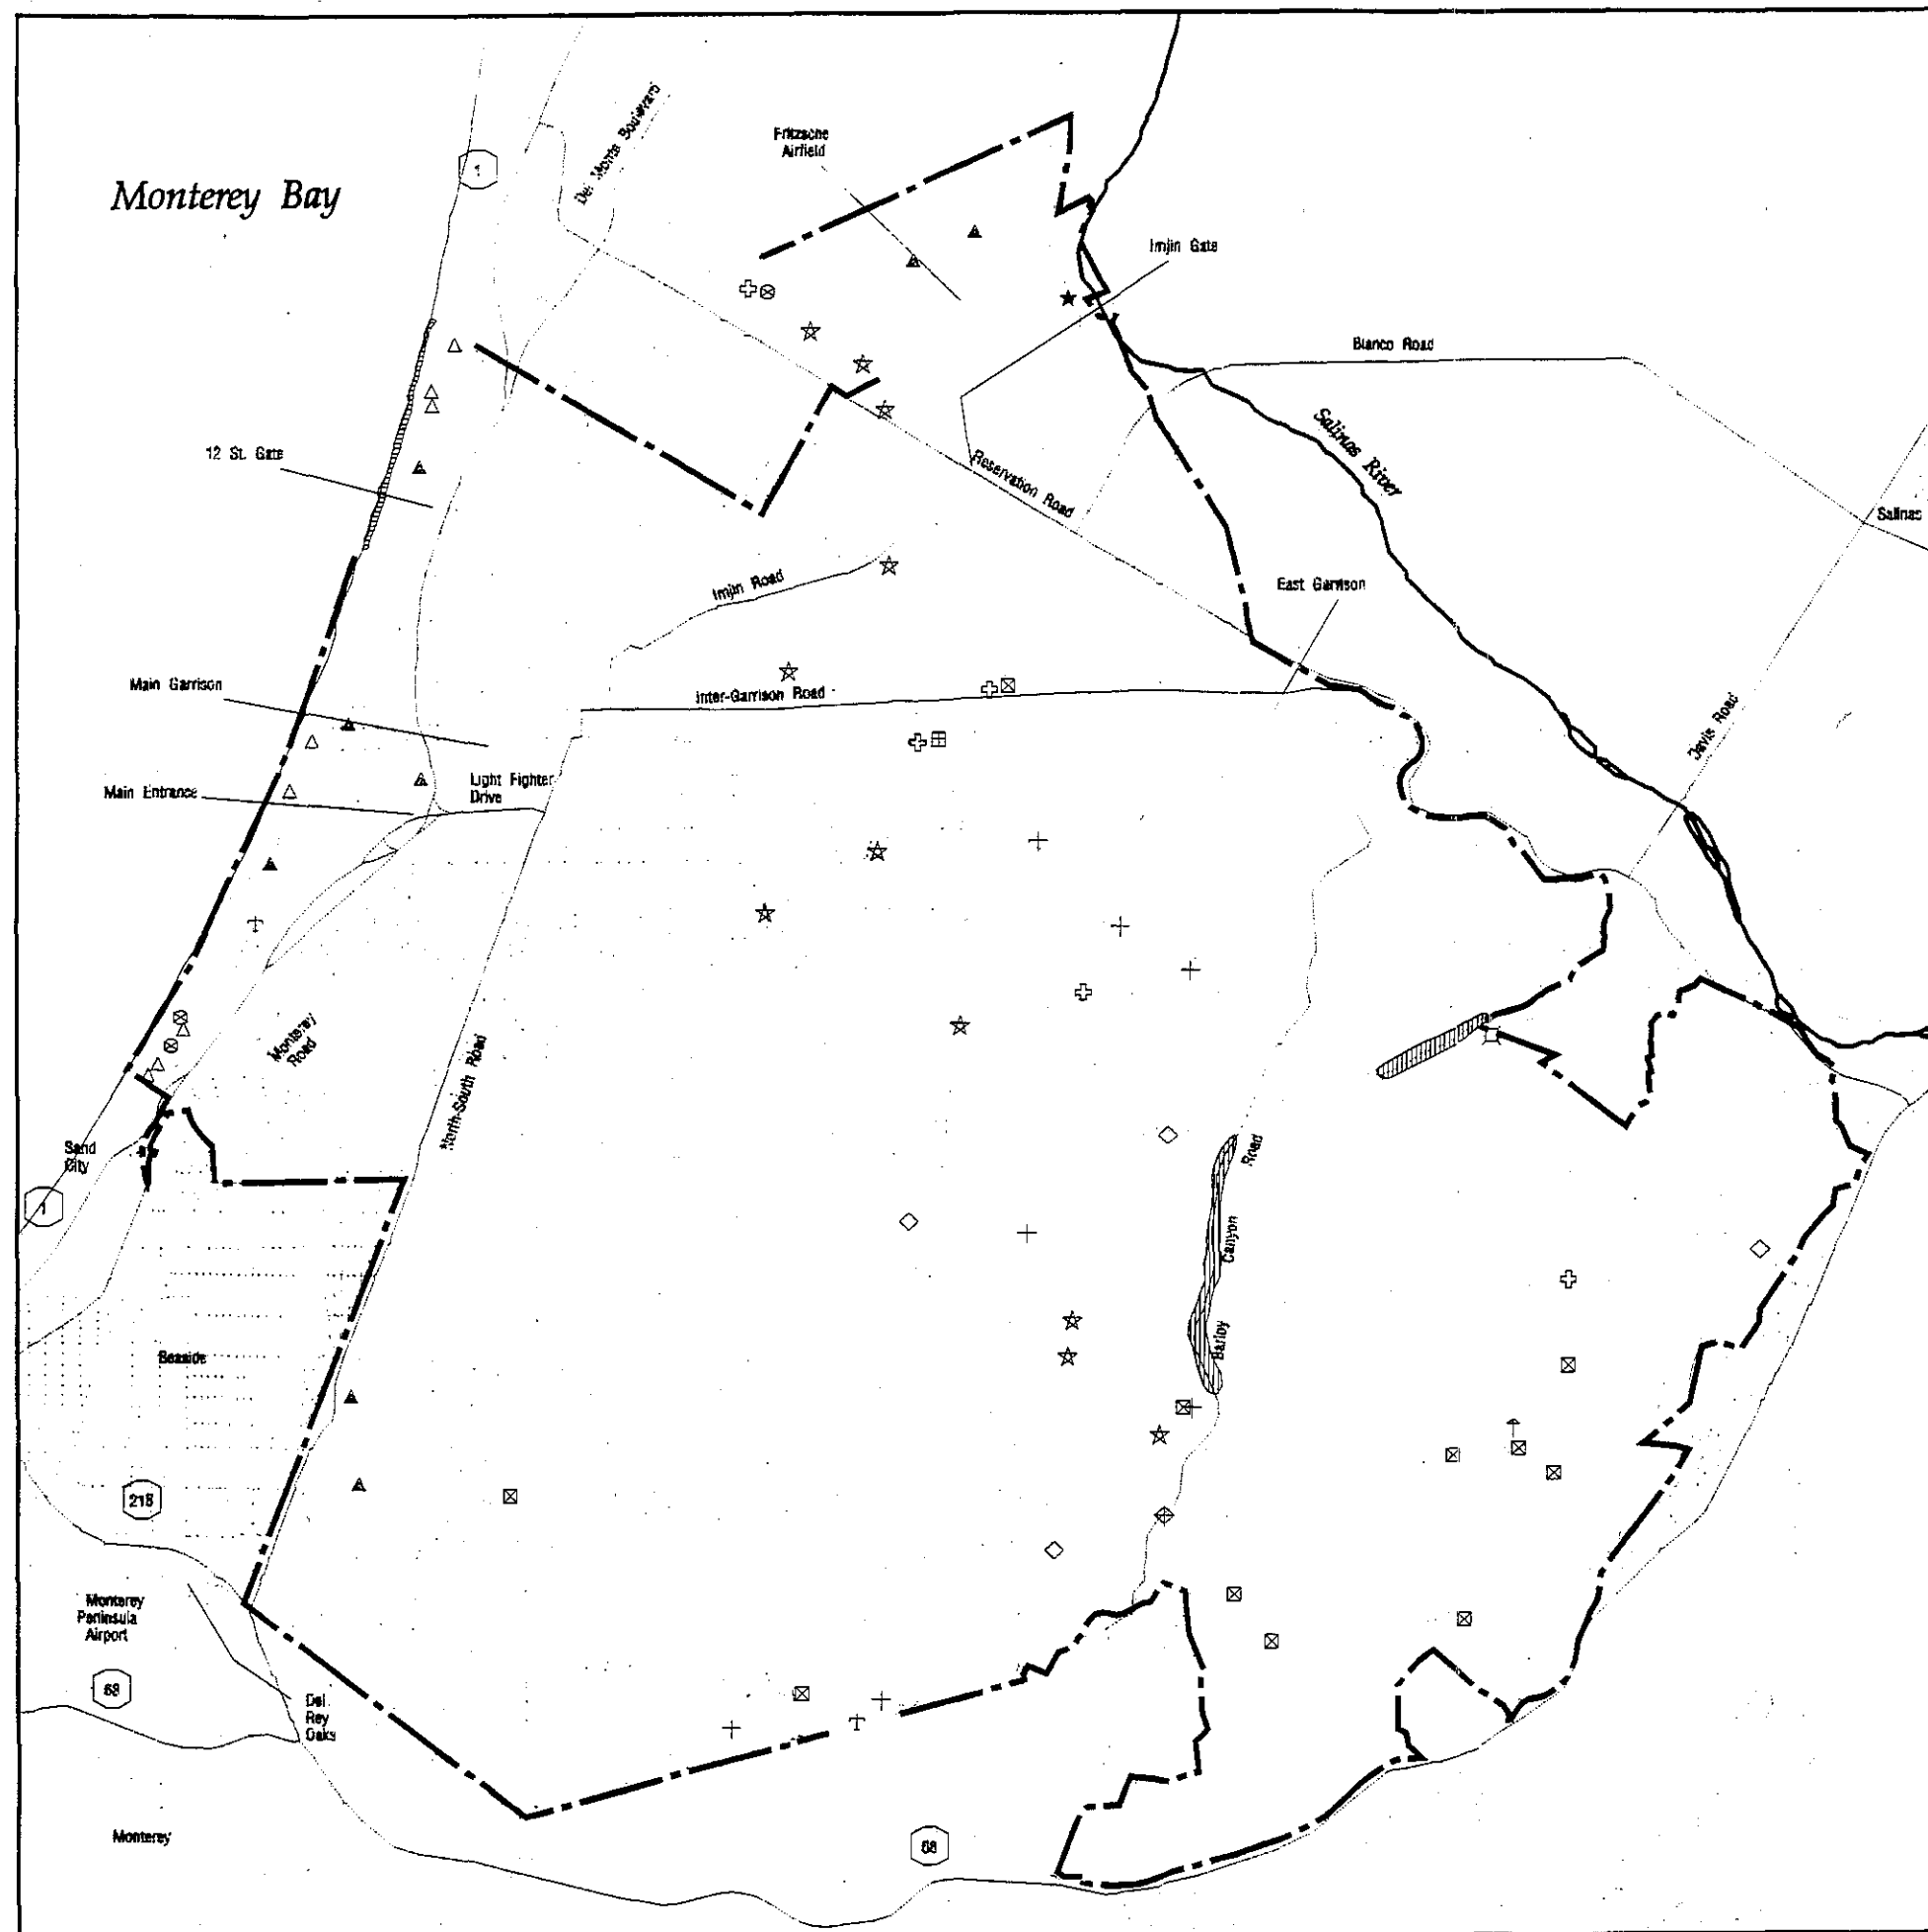 Monterey Bay
1
Del Monte Boulevard
Fritzsche
Airfield
Imjin Gate
Blanco Road
Salinas River
12 St. Gate
Reservation Road
Salinas
Imjin Road
East Garrison
Main Garrison
Inter-Garrison Road
Davis Road
Main Entrance
Light Fighter
Drive
Monterey
Road
North-South Road
Sand
City
1
Road
Canyon
Barloy
Seaside
218
Monterey
Peninsula
Airport
68
Del
Rey
Oaks
Monterey
68